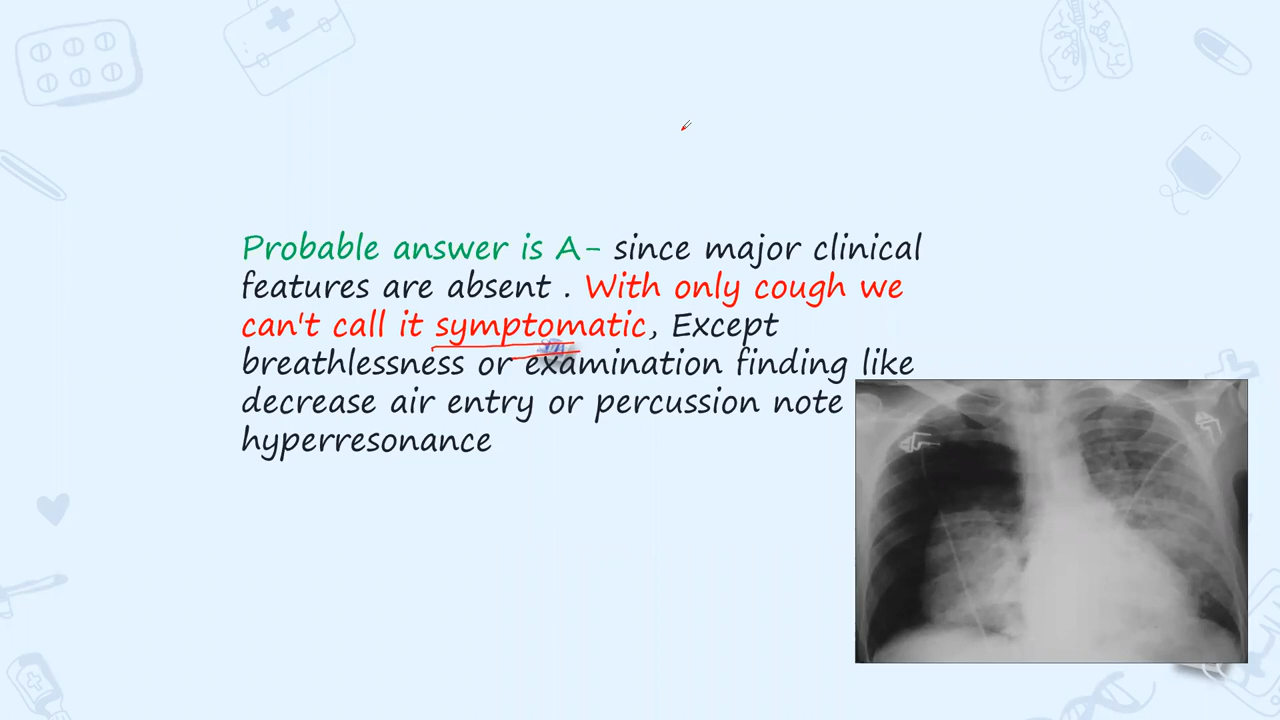 Probable answer is A- since major clinical
features are absent . With only cough we
can't call it symptomatic, Except
breathlessness or examination finding like
decrease air entry or percussion note
hyperresonance